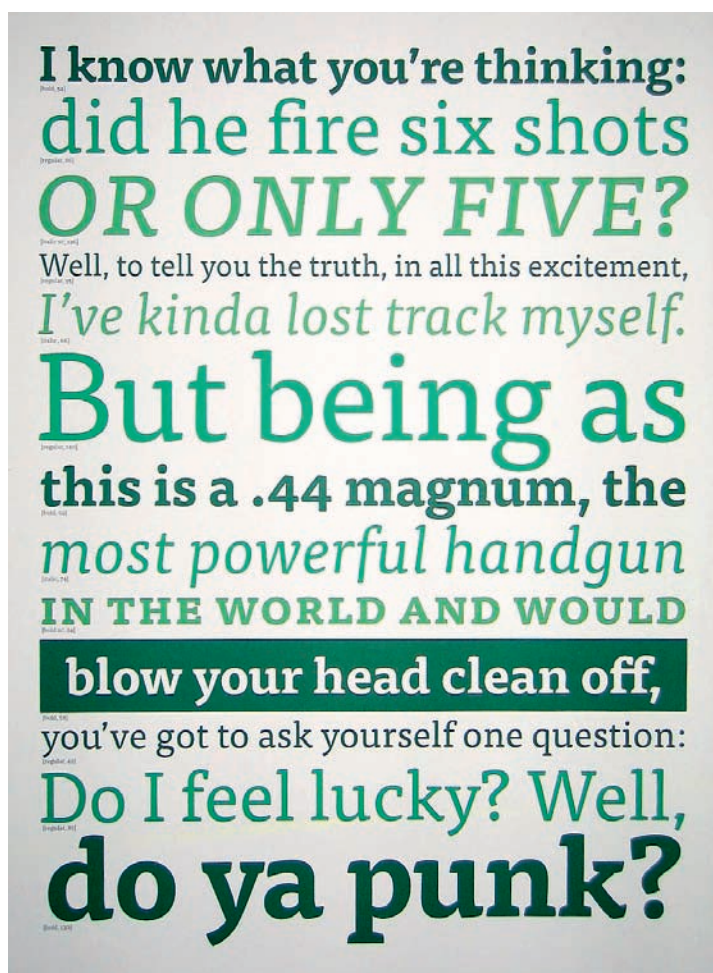 I know what you're thinking:
[bold, 54]
did he fire six shots
OR ONLY FIVE?
Well, to tell you the truth, in all this excitement,
I've kinda lost track myself.
But being as
this is a .44 magnum, the
most powerful handgun
IN THE WORLD AND WOULD
blow your head clean off,
you've got to ask yourself one question:
Do I feel lucky? Well,
do ya punk?